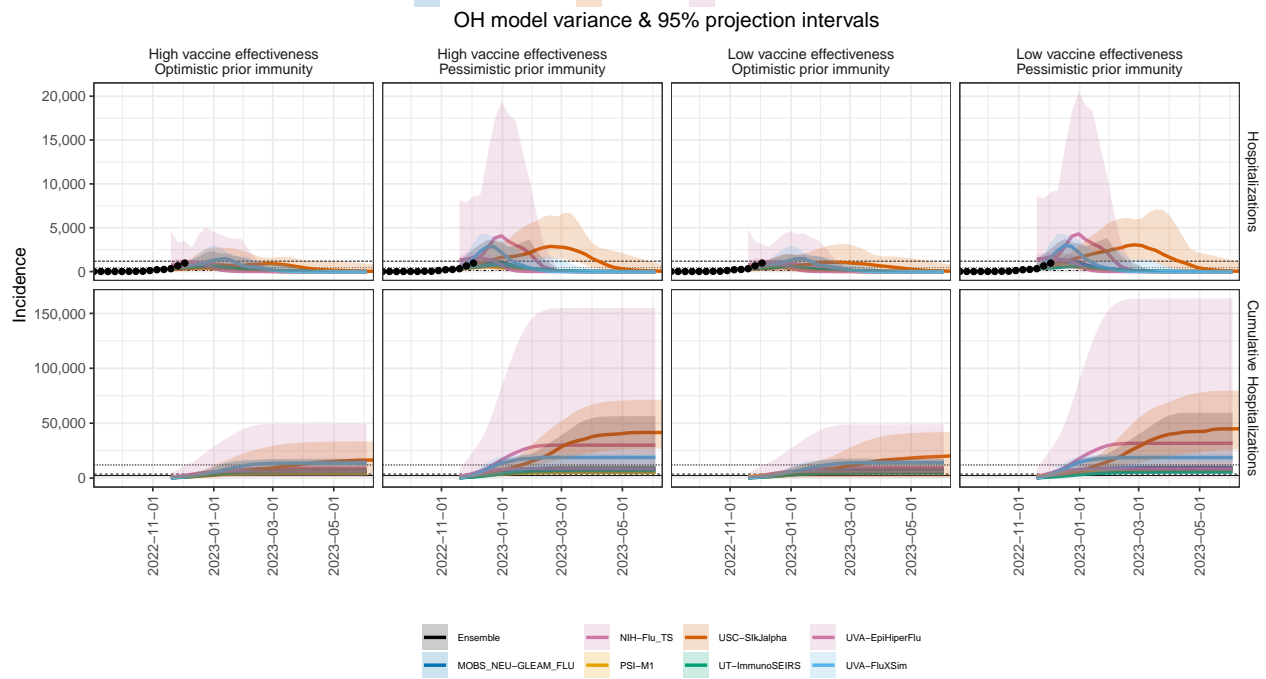 OH model variance & 95% projection intervals
High vaccine effectiveness
Optimistic prior immunity
High vaccine effectiveness
Pessimistic prior immunity
Low vaccine effectiveness
Optimistic prior immunity
Low vaccine effectiveness
Pessimistic prior immunity
Incidence
20,000
15,000
10,000
5,000
0
Hospitalizations
150,000
100,000
50,000
0
Cumulative Hospitalizations
2022−11−01
2023−01−01
2023−03−01
2023−05−01
2022−11−01
2023−01−01
2023−03−01
2023−05−01
2022−11−01
2023−01−01
2023−03−01
2023−05−01
2022−11−01
2023−01−01
2023−03−01
2023−05−01
Ensemble
NIH−Flu_TS
USC−SIkJalpha
UVA−EpiHiperFlu
MOBS_NEU−GLEAM_FLU
PSI−M1
UT−ImmunoSEIRS
UVA−FluXSim